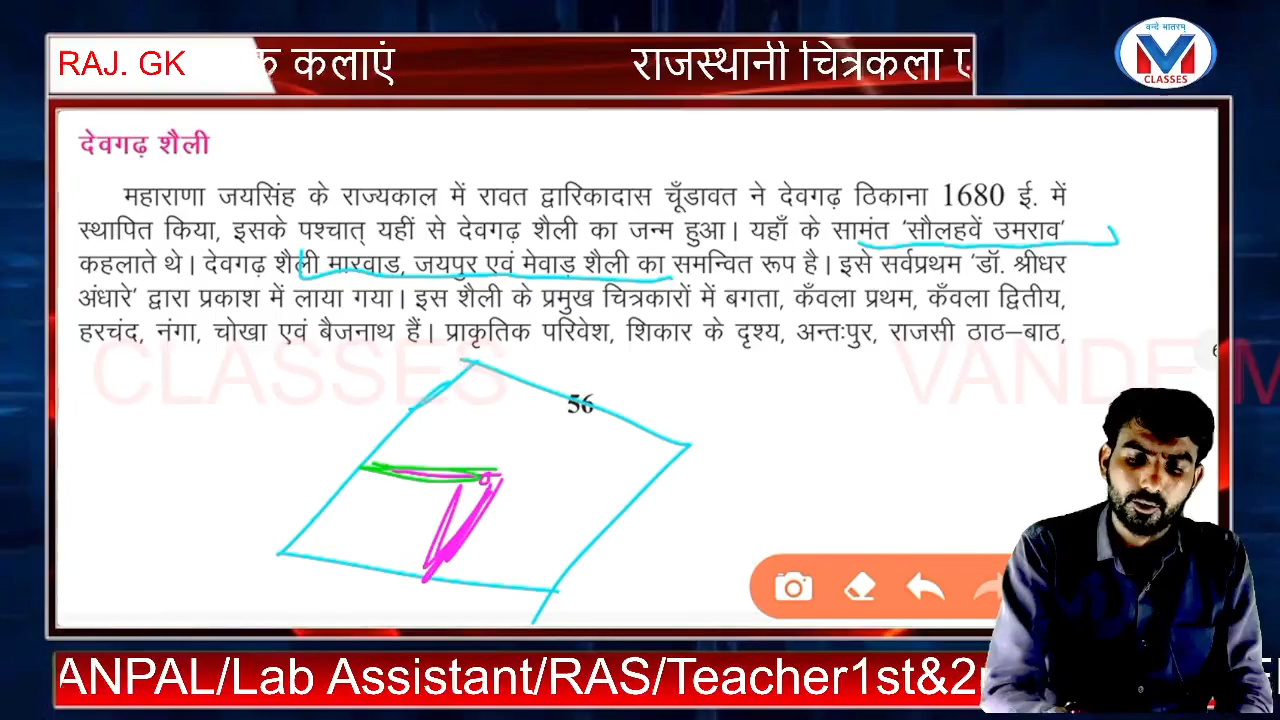 वन्दे भातरम्
CLASSES
RAJ. GK
क कलाएं
राजस्थानी चित्रकला ए
देवगढ़ शैली
महाराणा जयसिंह के राज्यकाल में रावत द्वारिकादास चूँडावत ने देवगढ़ ठिकाना 1680 ई. में
स्थापित किया, इसके पश्चात् यहीं से देवगढ़ शैली का जन्म हुआ। यहाँ के सामंत ‘सौलहवें उमराव’
कहलाते थे। देवगढ़ शैली मारवाड, जयपुर एवं मेवाड़ शैली का समन्वित रूप है। इसे सर्वप्रथम ‘डॉ. श्रीधर
अंधारे’ द्वारा प्रकाश में लाया गया। इस शैली के प्रमुख चित्रकारों में बगता, कँवला प्रथम, कँवला द्वितीय,
हरचंद, नंगा, चोखा एवं बैजनाथ हैं। प्राकृतिक परिवेश, शिकार के दृश्य, अन्तःपुर, राजसी ठाठ–बाठ,
CLASSES VANDE M
56
ANPAL/Lab Assistant/RAS/Teacher1st&2n